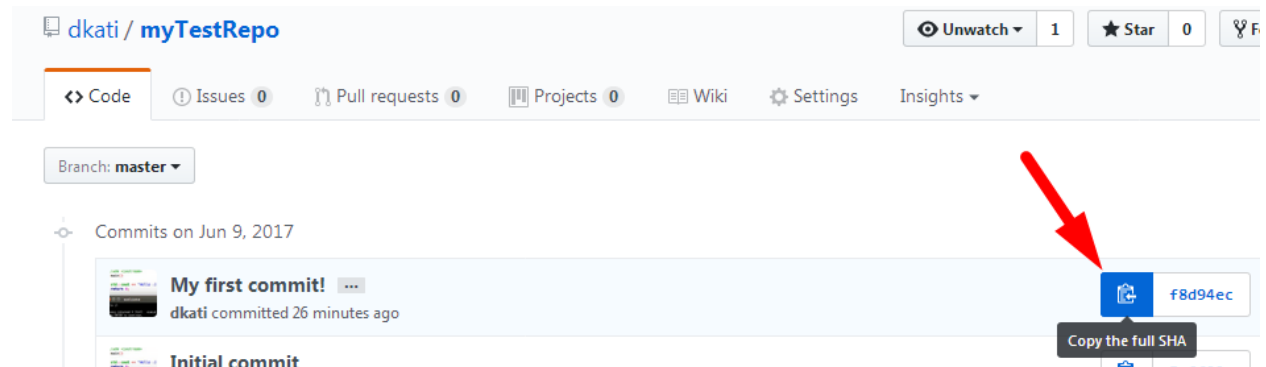 dkati / myTestRepo
Unwatch 1 Star 0
Code Issues 0 Pull requests 0 Projects 0 Wiki Settings Insights
Branch: master
Commits on Jun 9, 2017
My first commit! ...
f8d94ec
dkati committed 26 minutes ago
Copy the full SHA
Initial commit